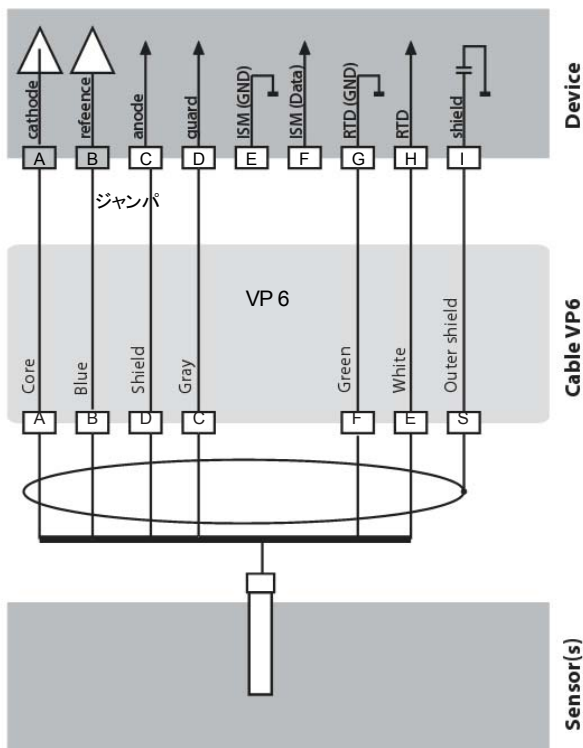 cathode
refeence
anode
guard
ISM (GND)
ISM (Data)
RTD (GND)
RTD
shield
Device
A B C D E F G H I
ジャンパ
VP 6
Core
Blue
Shield
Gray
Green
White
Outer shield
Cable VP6
A B D C F E S
Sensor(s)